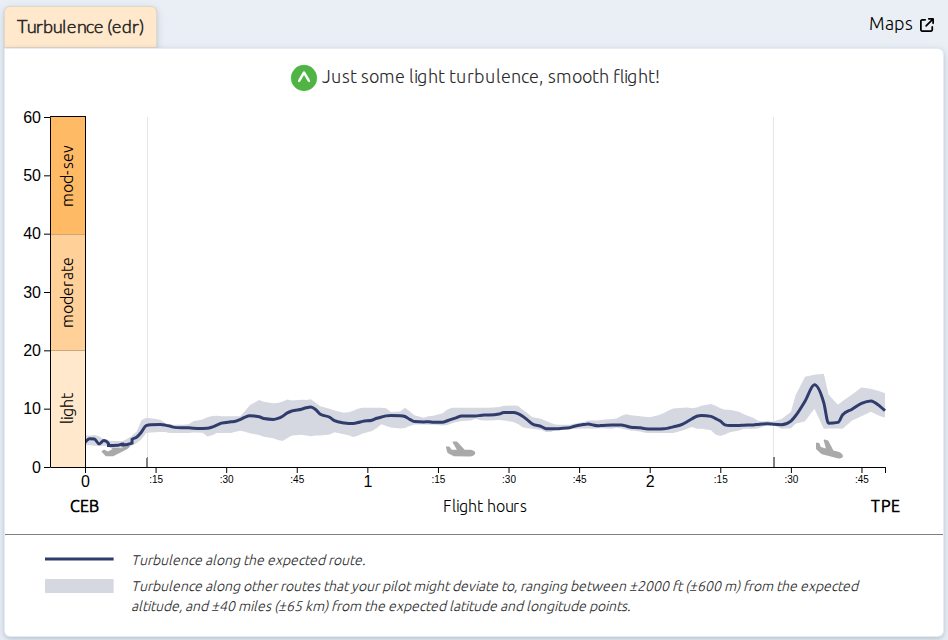 Turbulence (edr)
Maps
Just some light turbulence, smooth flight!
60
50
40
30
20
10
0
mod-sev
moderate
light
0 :15 :30 :45 1 :15 :30 :45 2 :15 :30 :45
CEB Flight hours TPE
Turbulence along the expected route.
Turbulence along other routes that your pilot might deviate to, ranging between ±2000 ft (±600 m) from the expected
altitude, and ±40 miles (±65 km) from the expected latitude and longitude points.